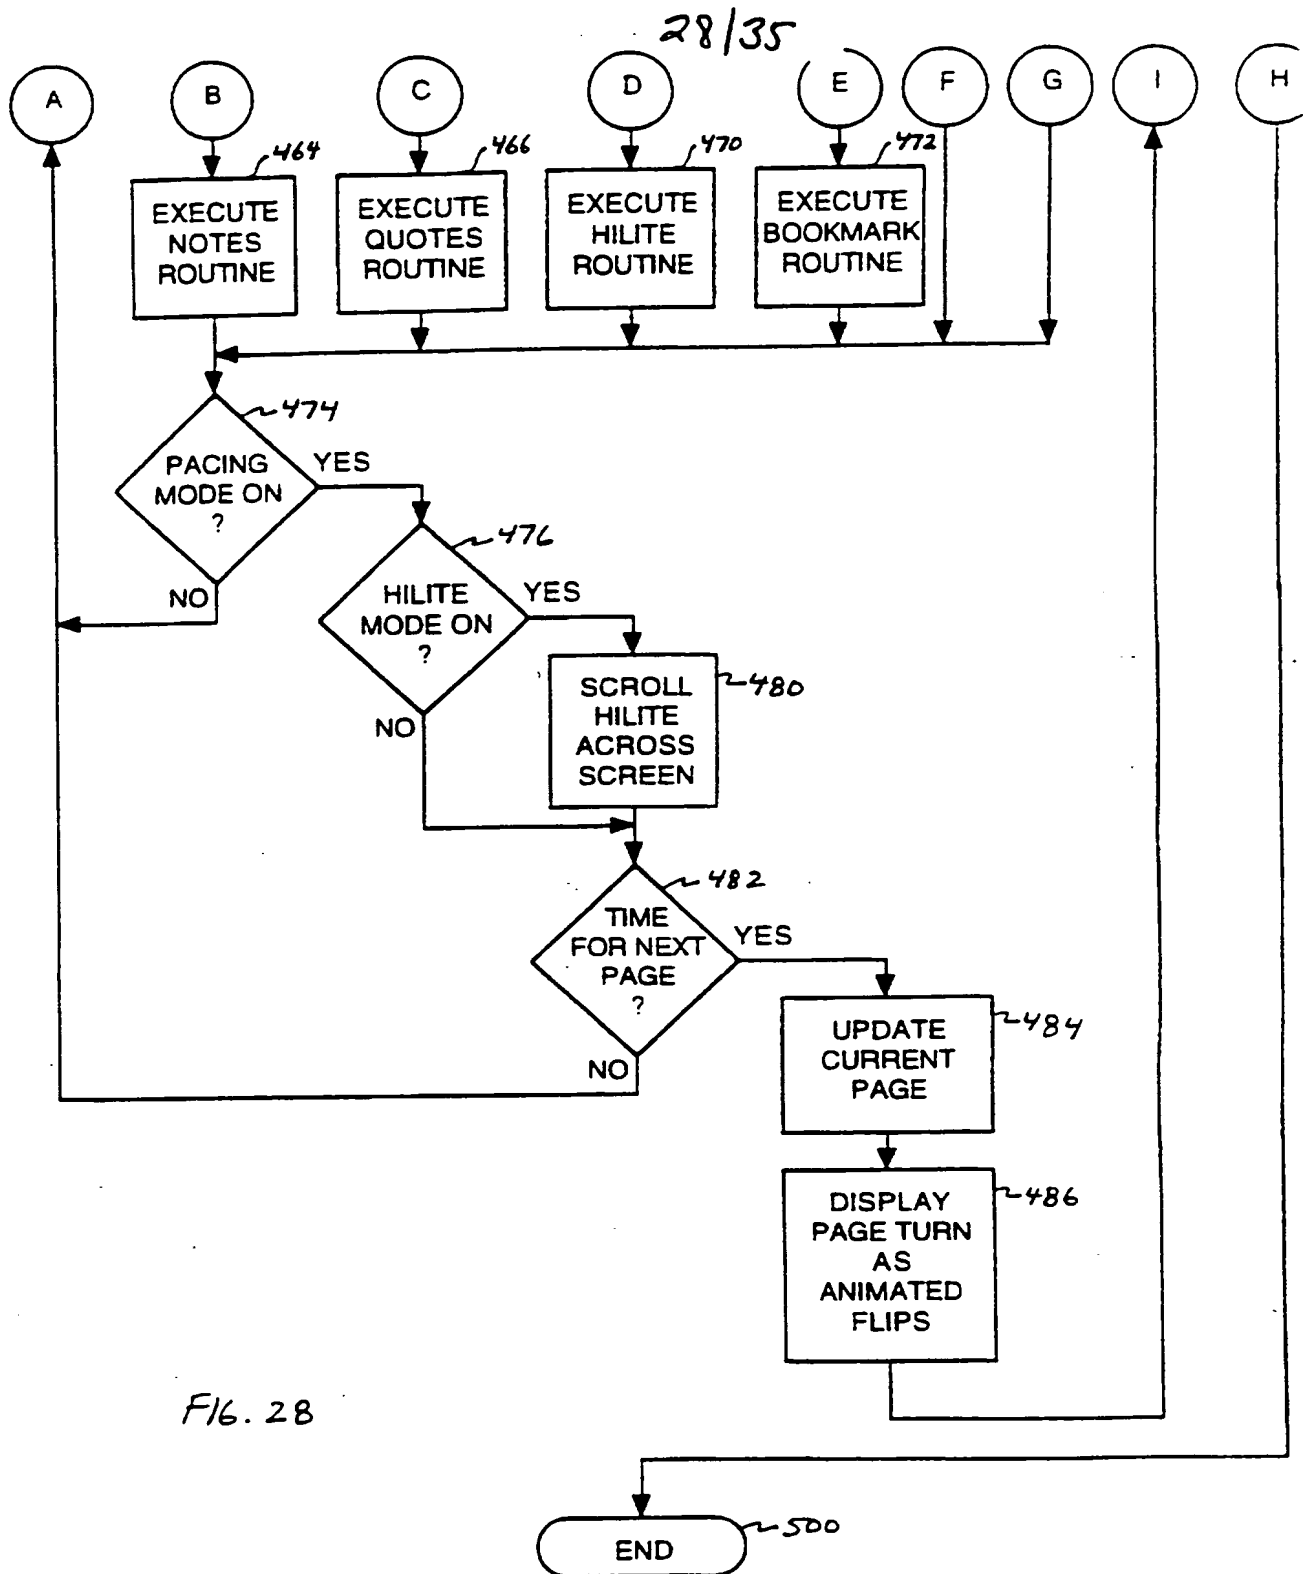 28/35
A
B
C
D
E
F
G
I
H
464
466
470
472
EXECUTE
NOTES
ROUTINE
EXECUTE
QUOTES
ROUTINE
EXECUTE
HILITE
ROUTINE
EXECUTE
BOOKMARK
ROUTINE
474
PACING
MODE ON
?
YES
NO
476
HILITE
MODE ON
?
YES
NO
480
SCROLL
HILITE
ACROSS
SCREEN
482
TIME
FOR NEXT
PAGE
?
YES
NO
484
UPDATE
CURRENT
PAGE
486
DISPLAY
PAGE TURN
AS
ANIMATED
FLIPS
FIG. 28
500
END